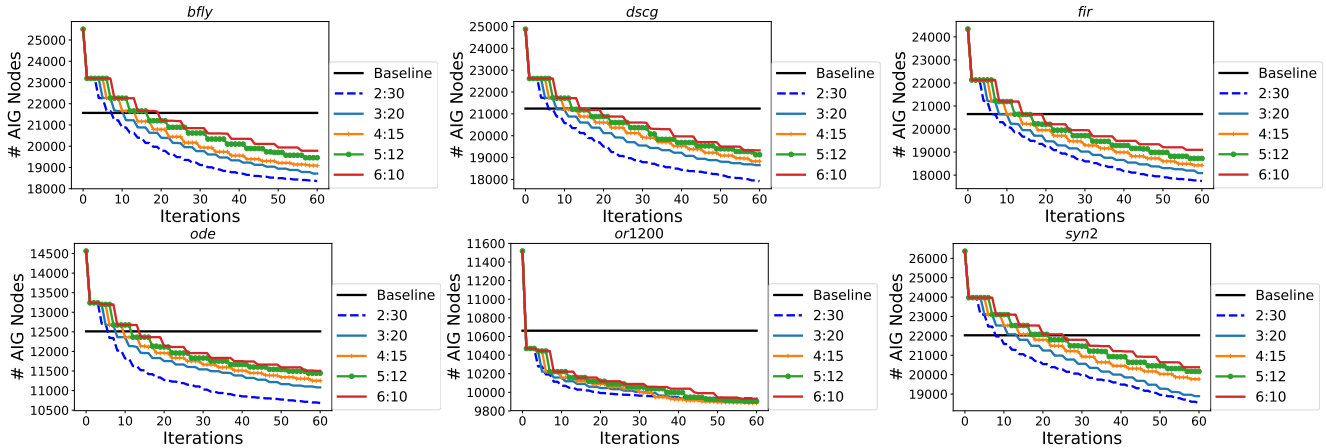 bfly
# AIG Nodes
25000
24000
23000
22000
21000
20000
19000
18000
0 10 20 30 40 50 60
Iterations
Baseline
2:30
3:20
4:15
5:12
6:10
dscg
# AIG Nodes
25000
24000
23000
22000
21000
20000
19000
18000
0 10 20 30 40 50 60
Iterations
Baseline
2:30
3:20
4:15
5:12
6:10
fir
# AIG Nodes
24000
23000
22000
21000
20000
19000
18000
0 10 20 30 40 50 60
Iterations
Baseline
2:30
3:20
4:15
5:12
6:10
ode
# AIG Nodes
14500
14000
13500
13000
12500
12000
11500
11000
10500
0 10 20 30 40 50 60
Iterations
Baseline
2:30
3:20
4:15
5:12
6:10
or1200
# AIG Nodes
11600
11400
11200
11000
10800
10600
10400
10200
10000
9800
0 10 20 30 40 50 60
Iterations
Baseline
2:30
3:20
4:15
5:12
6:10
syn2
# AIG Nodes
26000
25000
24000
23000
22000
21000
20000
19000
0 10 20 30 40 50 60
Iterations
Baseline
2:30
3:20
4:15
5:12
6:10